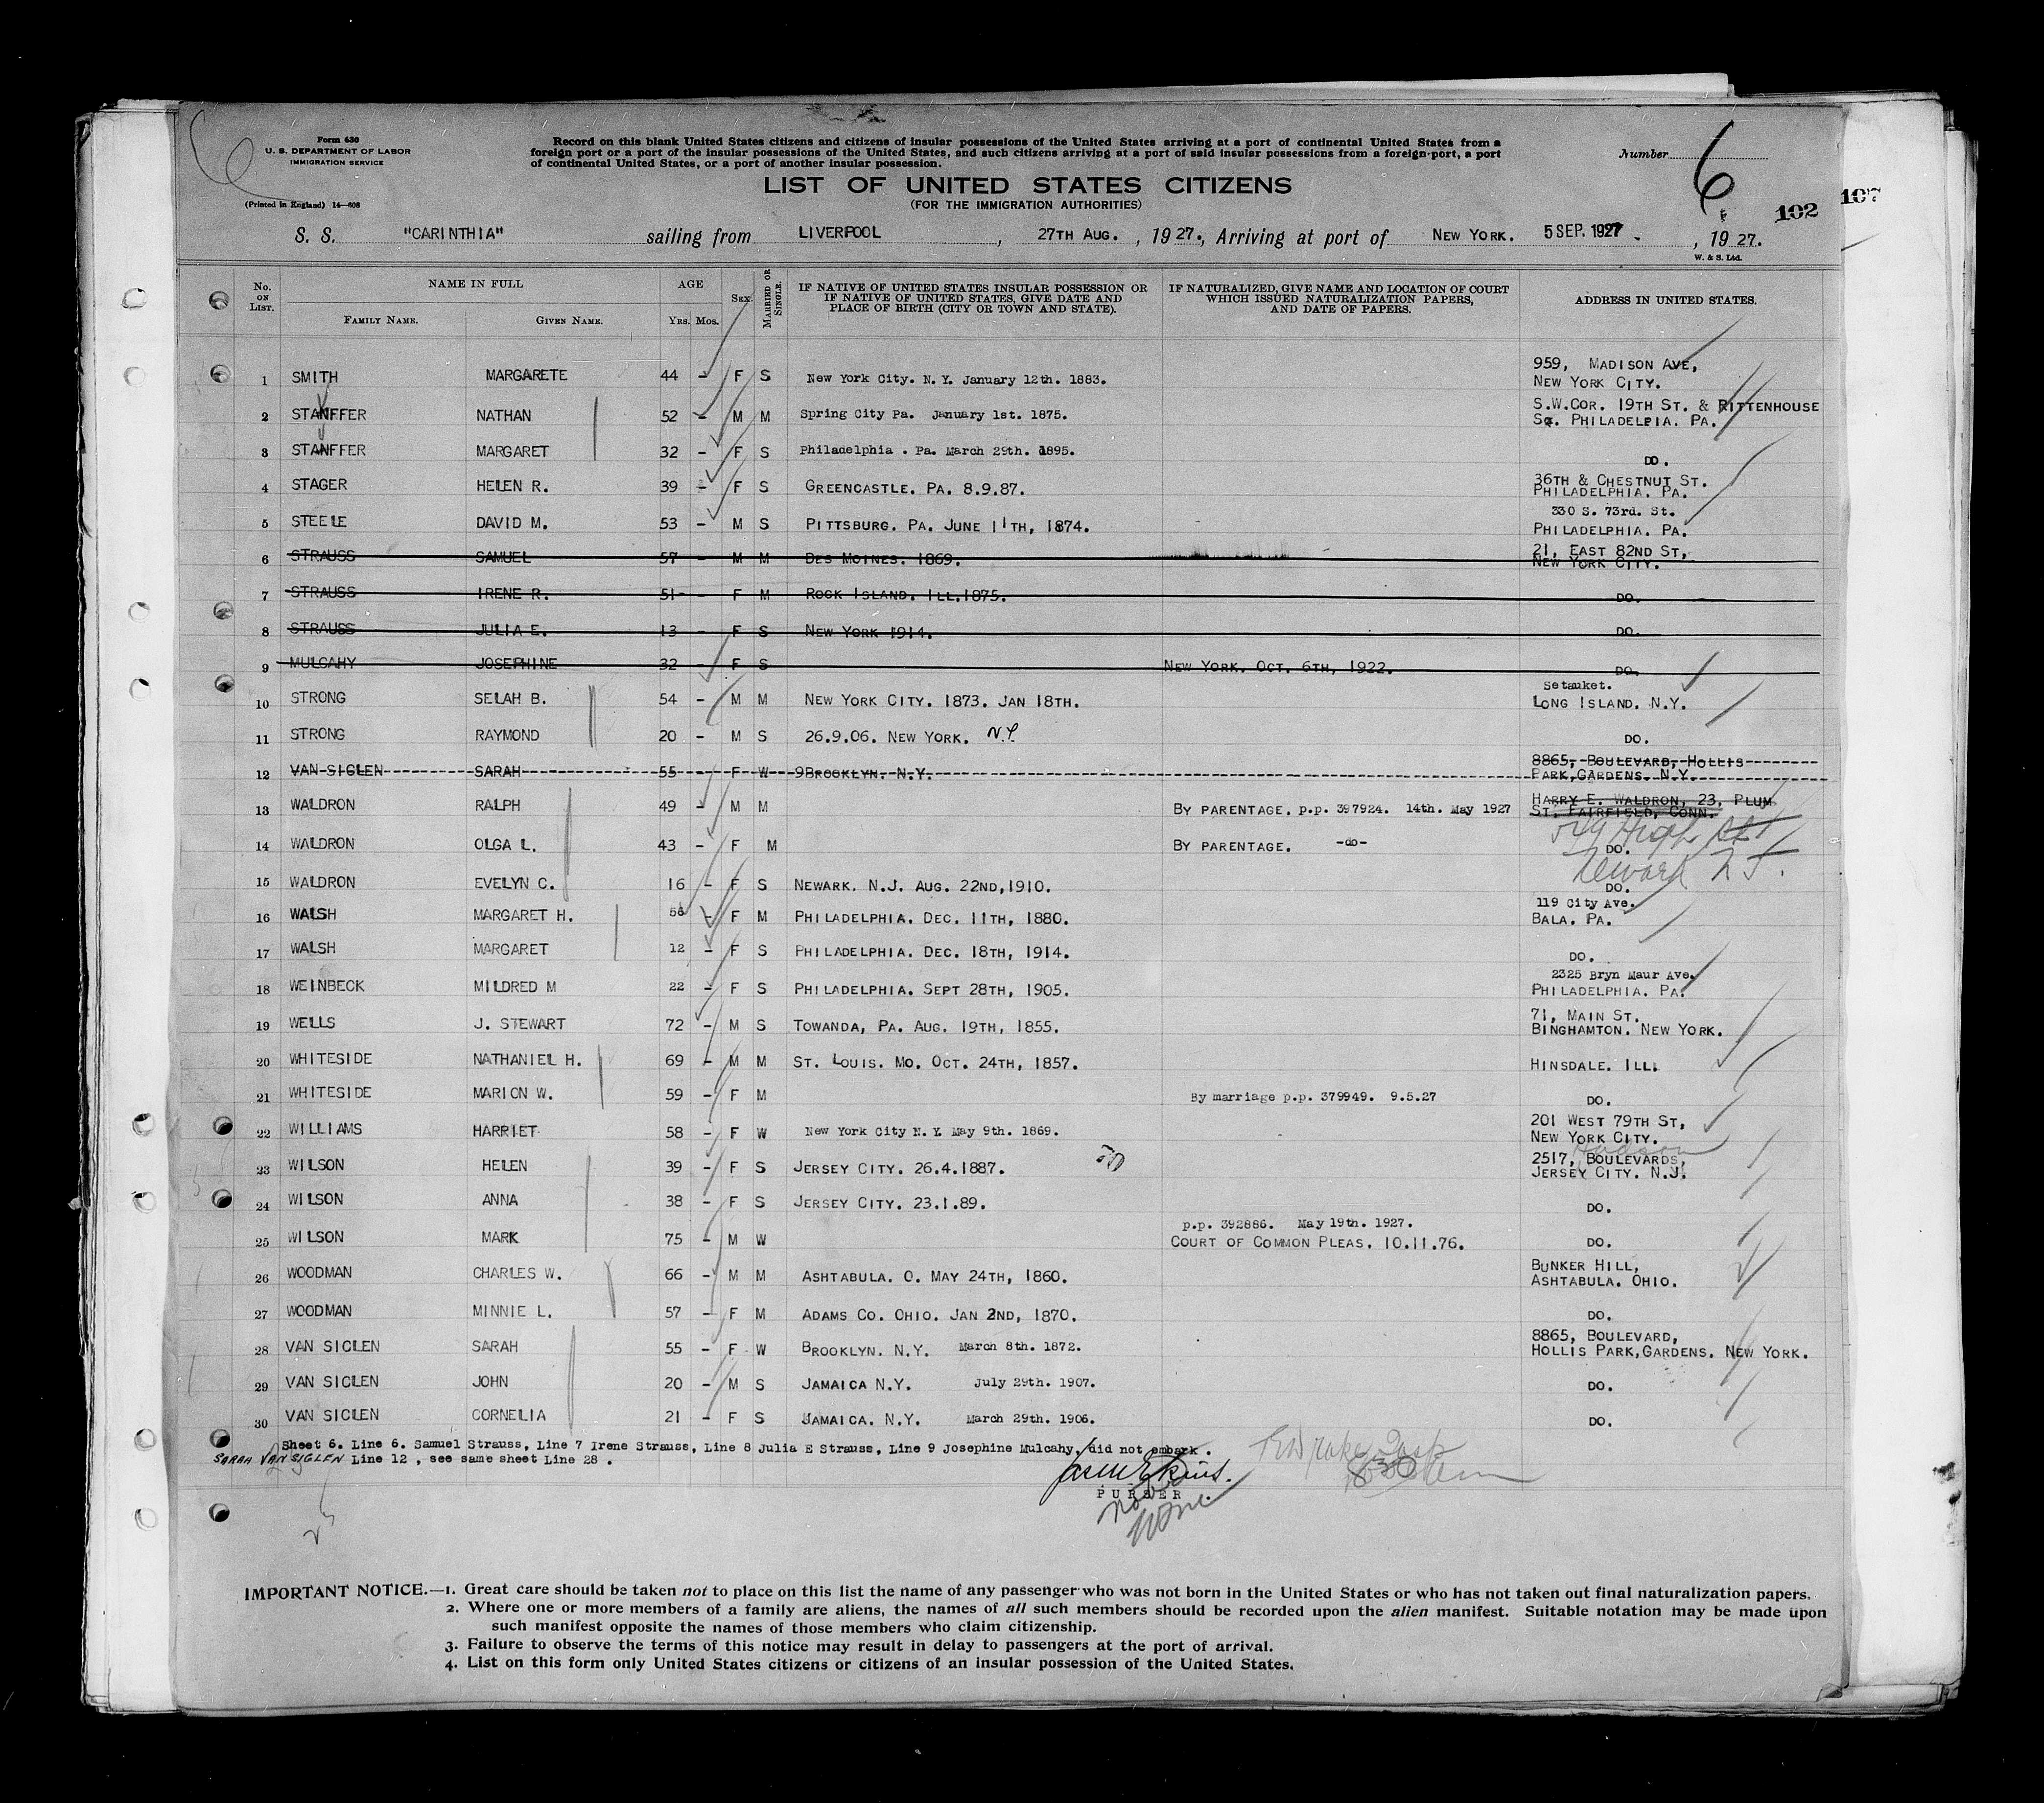 Form 630
U. S. DEPARTMENT OF LABOR
IMMIGRATION SERVICE
(Printed in England) 14—608
Record on this blank United States citizens and citizens of insular possessions of the United States arriving at a port of continental United States from a
foreign port or a port of the insular possessions of the United States, and such citizens arriving at a port of said insular possessions from a foreign port, a port
of continental United States, or a port of another insular possession.
Number 6
LIST OF UNITED STATES CITIZENS
(FOR THE IMMIGRATION AUTHORITIES)
102 107
S. S. "CARINTHIA" sailing from LIVERPOOL, 27TH AUG., 1927., Arriving at port of NEW YORK. 5 SEP. 1927, 1927.
W. & S. Ltd.
No. ON LIST. NAME IN FULL AGE SEX. MARRIED OR SINGLE. IF NATIVE OF UNITED STATES INSULAR POSSESSION OR IF NATIVE OF UNITED STATES, GIVE DATE AND PLACE OF BIRTH (CITY OR TOWN AND STATE). IF NATURALIZED, GIVE NAME AND LOCATION OF COURT WHICH ISSUED NATURALIZATION PAPERS, AND DATE OF PAPERS. ADDRESS IN UNITED STATES.
FAMILY NAME. GIVEN NAME. Yrs. Mos.
1 SMITH MARGARETE 44 - F S New York City. N.Y. January 12th. 1883. 959, MADISON AVE, NEW YORK CITY.
2 STANFFER NATHAN 52 - M M Spring City Pa. January 1st. 1875. S.W.COR. 19TH ST. & RITTENHOUSE SQ. PHILADELPIA. PA.
3 STANFFER MARGARET 32 - F S Philadelphia . Pa. March 29th. 1895. DO.
4 STAGER HELEN R. 39 - F S GREENCASTLE. PA. 8.9.87. 36TH & CHESTNUT ST. PHILADELPHIA. PA.
5 STEELE DAVID M. 53 - M S PITTSBURG. PA. JUNE 11TH, 1874. 330 S. 73rd. St. PHILADELPHIA. PA.
6 STRAUSS SAMUEL 57 - M M DES MOINES. 1869. 21, EAST 82ND ST, NEW YORK CITY.
7 STRAUSS IRENE R. 51 - F M ROCK ISLAND. ILL.1875. DO.
8 STRAUSS JULIA E. 13 - F S NEW YORK 1914. DO.
9 MULCAHY JOSEPHINE 32 - F S NEW YORK. OCT. 6TH, 1922. DO.
10 STRONG SELAH B. 54 - M M NEW YORK CITY. 1873. JAN 18TH. Setauket. LONG ISLAND. N.Y.
11 STRONG RAYMOND 20 - M S 26.9.06. NEW YORK. N.Y. DO.
12 VAN SICLEN SARAH 55 - F W 9BROOKLYN. N.Y. 8865, BOULEVARD, HOLLIS PARK,GARDENS. N.Y.
13 WALDRON RALPH 49 - M M BY PARENTAGE. p.p. 397924. 14th. May 1927 HARRY E. WALDRON, 23, PLUM ST. FAIRFIELD, CONN.
549 High St
14 WALDRON OLGA L. 43 - F M BY PARENTAGE. -do- DO.
Newark N J.
15 WALDRON EVELYN C. 16 - F S NEWARK. N.J. AUG. 22ND,1910. DO.
16 WALSH MARGARET H. 56 - F M PHILADELPHIA. DEC. 11TH, 1880. 119 City Ave. BALA. PA.
17 WALSH MARGARET 12 - F S PHILADELPHIA. DEC. 18TH, 1914. DO.
18 WEINBECK MILDRED M 22 - F S PHILADELPHIA. SEPT 28TH, 1905. 2325 Bryn Maur Ave. PHILADELPHIA. PA.
19 WELLS J. STEWART 72 - M S TOWANDA, PA. AUG. 19TH, 1855. 71, MAIN ST. BINGHAMTON. NEW YORK.
20 WHITESIDE NATHANIEL H. 69 - M M ST. LOUIS. MO. OCT. 24TH, 1857. HINSDALE. ILL.
21 WHITESIDE MARION W. 59 - F M By marriage p.p. 379949. 9.5.27 DO.
22 WILLIAMS HARRIET 58 - F W New York City N.Y. May 9th. 1869. 201 WEST 79TH ST, NEW YORK CITY.
Hudson
23 WILSON HELEN 39 - F S JERSEY CITY. 26.4.1887. 2517, BOULEVARDS, JERSEY CITY. N.J.
24 WILSON ANNA 38 - F S JERSEY CITY. 23.1.89. DO.
25 WILSON MARK 75 - M W p.p. 392886. May 19th. 1927. COURT OF COMMON PLEAS. 10.11.76. DO.
26 WOODMAN CHARLES W. 66 - M M ASHTABULA. O. MAY 24TH, 1860. BUNKER HILL, ASHTABULA. OHIO.
27 WOODMAN MINNIE L. 57 - F M ADAMS CO. OHIO. JAN 2ND, 1870. DO.
28 VAN SICLEN SARAH 55 - F W BROOKLYN. N.Y. March 8th. 1872. 8865, BOULEVARD, HOLLIS PARK,GARDENS. NEW YORK.
29 VAN SICLEN JOHN 20 - M S JAMAICA N.Y. July 29th. 1907. DO.
30 VAN SICLEN CORNELIA 21 - F S JAMAICA. N.Y. March 29th. 1906. DO.
Sheet 6. Line 6. Samuel Strauss, Line 7 Irene Strauss, Line 8 Julia E Strauss, Line 9 Josephine Mulcahy, did not embark.
SARAH VAN SIGLEN Line 12 , see same sheet Line 28 .
PURSER
IMPORTANT NOTICE.—1. Great care should be taken not to place on this list the name of any passenger who was not born in the United States or who has not taken out final naturalization papers.
2. Where one or more members of a family are aliens, the names of all such members should be recorded upon the alien manifest. Suitable notation may be made upon
such manifest opposite the names of those members who claim citizenship.
3. Failure to observe the terms of this notice may result in delay to passengers at the port of arrival.
4. List on this form only United States citizens or citizens of an insular possession of the United States.